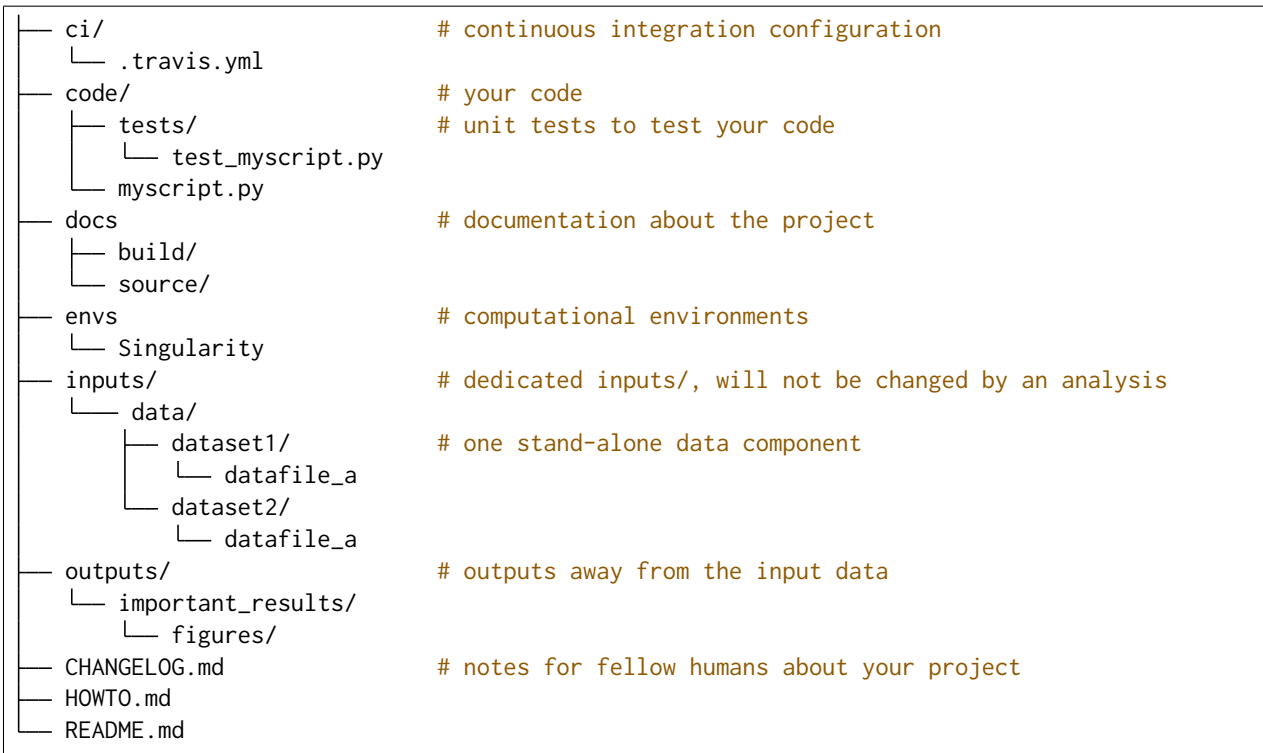 ├── ci/                         # continuous integration configuration
│   └── .travis.yml
├── code/                       # your code
│   ├── tests/                  # unit tests to test your code
│   │   └── test_myscript.py
│   └── myscript.py
├── docs                        # documentation about the project
│   ├── build/
│   └── source/
├── envs                        # computational environments
│   └── Singularity
├── inputs/                     # dedicated inputs/, will not be changed by an analysis
│   └─── data/
│       ├── dataset1/           # one stand-alone data component
│       │   └── datafile_a
│       └── dataset2/
│           └── datafile_a
├── outputs/                    # outputs away from the input data
│   └── important_results/
│       └── figures/
├── CHANGELOG.md                # notes for fellow humans about your project
├── HOWTO.md
└── README.md